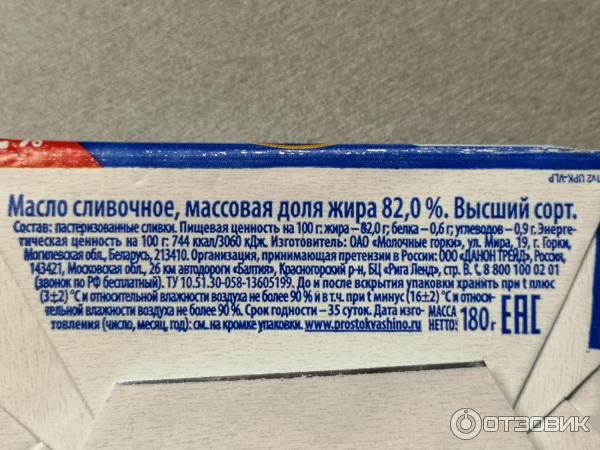 %
1v2 UPK-VLP
Масло сливочное, массовая доля жира 82,0 %. Высший сорт.
Состав: пастеризованные сливки. Пищевая ценность на 100 г: жира – 82,0 г; белка – 0,6 г; углеводов – 0,9 г. Энерге-
тическая ценность на 100 г: 744 ккал/3060 кДж. Изготовитель: ОАО «Молочные горки», ул. Мира, 19, г. Горки,
Могилевская обл., Беларусь, 213410. Организация, принимающая претензии в России: ООО «ДАНОН ТРЕЙД», Россия,
143421, Московская обл., 26 км автодороги «Балтия», Красногорский р-н, БЦ «Рига Ленд», стр. В. 8 800 100 02 01
(звонок по РФ бесплатный). ТУ 10.51.30-058-13605199. До и после вскрытия упаковки хранить при t плюс
(3±2) °С и относительной влажности воздуха не более 90 % и в т.ч. при t минус (16±2) °С и относи-
тельной влажности воздуха не более 90 %. Срок годности – 35 суток. Дата изго-
товления (число, месяц, год): см. на кромке упаковки. www.prostokvashino.ru
МАССА
НЕТТО: 180 г
EAC
ОТЗОВИК